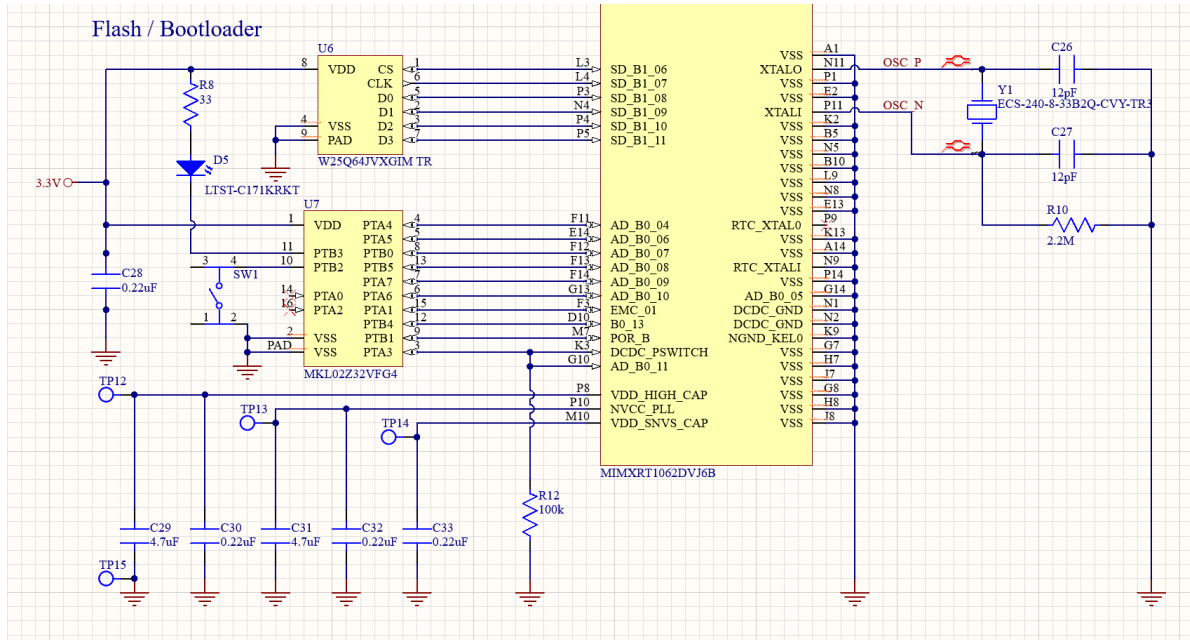 Flash / Bootloader
U6
8 VDD CS 1
CLK 6
D0 5
D1 2
4 VSS D2 3
9 PAD D3 7
W25Q64JVXGIM TR
R8
33
D5
LTST-C171KRKT
3.3V
U7
1 VDD PTA4 4
PTA5 5
PTB0 8
11 PTB3 PTB5 13
10 PTB2 PTA7 7
14 PTA0 PTA6 6
16 PTA2 PTA1 15
PTB4 12
2 VSS PTB1 9
PAD VSS PTA3 3
MKL02Z32VFG4
3 4
SW1
1 2
C28
0.22uF
L3 SD_B1_06
L4 SD_B1_07
P3 SD_B1_08
N4 SD_B1_09
P4 SD_B1_10
P5 SD_B1_11
F11 AD_B0_04
E14 AD_B0_06
F12 AD_B0_07
F13 AD_B0_08
F14 AD_B0_09
G13 AD_B0_10
F3 EMC_01
D10 B0_13
M7 POR_B
K3 DCDC_PSWITCH
G10 AD_B0_11
P8 VDD_HIGH_CAP
P10 NVCC_PLL
M10 VDD_SNVS_CAP
VSS A1
XTALO N11
VSS P1
VSS E2
XTALI P11
VSS K2
VSS B5
VSS N5
VSS B10
VSS L9
VSS N8
VSS E13
RTC_XTAL0 P9
VSS K13
VSS A14
RTC_XTALI N9
VSS P14
AD_B0_05 G14
DCDC_GND N1
DCDC_GND N2
NGND_KEL0 K9
VSS G7
VSS H7
VSS J7
VSS G8
VSS H8
VSS J8
MIMXRT1062DVJ6B
OSC_P
OSC_N
C26
12pF
Y1
ECS-240-8-33B2Q-CVY-TR3
C27
12pF
R10
2.2M
TP12
TP13
TP14
R12
100k
C29
4.7uF
C30
0.22uF
C31
4.7uF
C32
0.22uF
C33
0.22uF
TP15